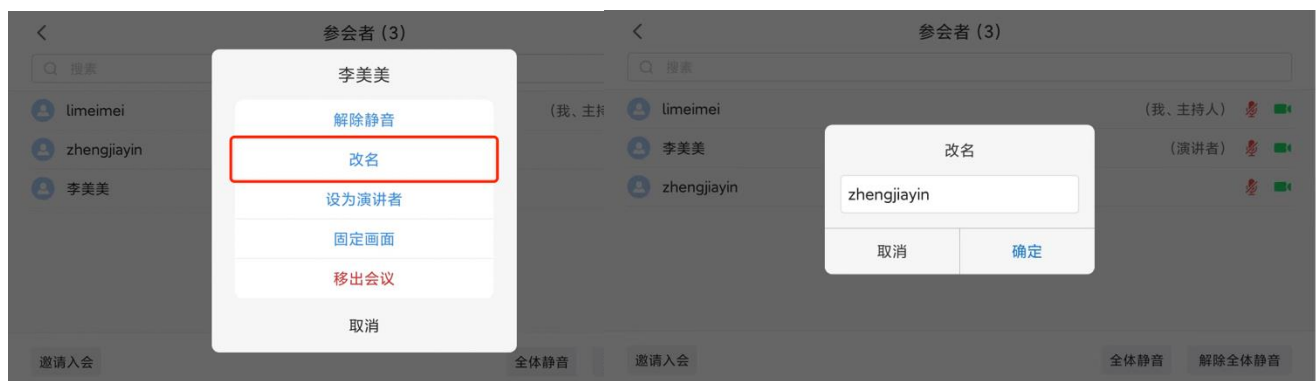 参会者 (3)
搜索
李美美
limeimei
(我、主持
解除静音
zhengjiayin
改名
李美美
设为演讲者
固定画面
移出会议
取消
邀请入会
全体静音
参会者 (3)
搜索
limeimei
(我、主持人)
李美美
(演讲者)
改名
zhengjiayin
zhengjiayin
取消
确定
邀请入会
全体静音
解除全体静音